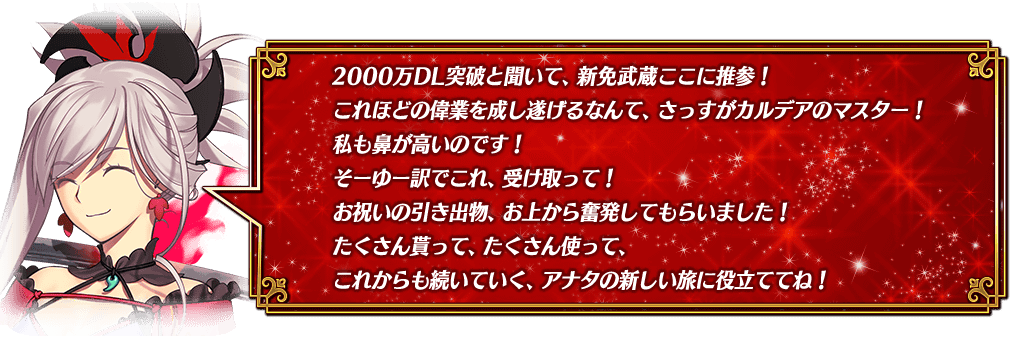 2000万DL突破と聞いて、新免武蔵ここに推参！
これほどの偉業を成し遂げるなんて、さっすがカルデアのマスター！
私も鼻が高いのです！
そーゆー訳でこれ、受け取って！
お祝いの引き出物、お上から奮発してもらいました！
たくさん貰って、たくさん使って、
これからも続いていく、アナタの新しい旅に役立ててね！